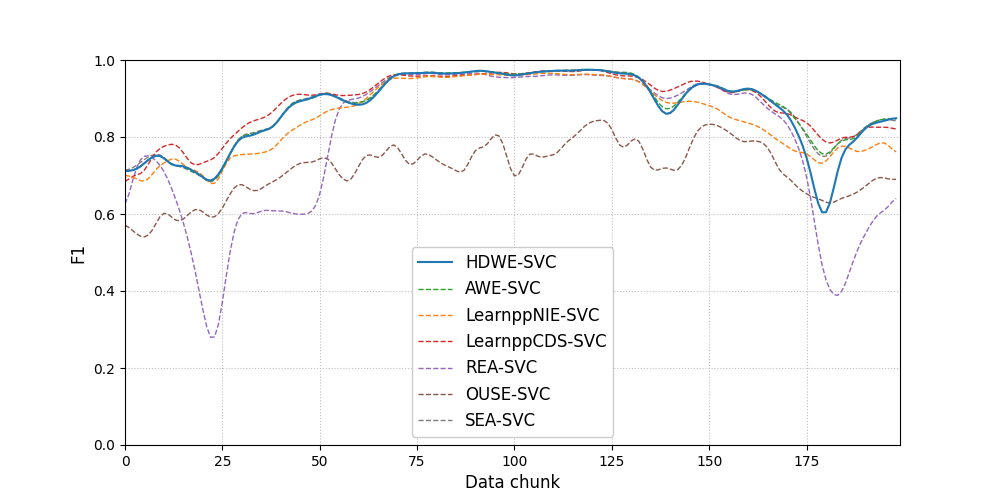 1.0
0.8
0.6
0.4
0.2
0.0
F1
HDWE-SVC
AWE-SVC
LearnppNIE-SVC
LearnppCDS-SVC
REA-SVC
OUSE-SVC
SEA-SVC
0 25 50 75 100 125 150 175
Data chunk